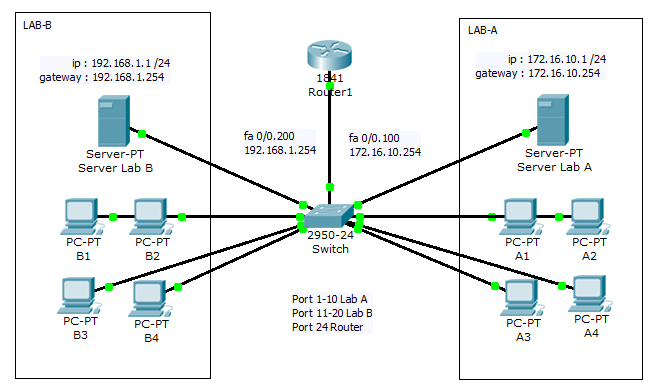 LAB-B
ip : 192.168.1.1 /24
gateway : 192.168.1.254
Server-PT
Server Lab B
PC-PT
B1
PC-PT
B2
PC-PT
B3
PC-PT
B4
1841
Router1
fa 0/0.200
192.168.1.254
fa 0/0.100
172.16.10.254
2950-24
Switch
Port 1-10 Lab A
Port 11-20 Lab B
Port 24 Router
LAB-A
ip : 172.16.10.1 /24
gateway : 172.16.10.254
Server-PT
Server Lab A
PC-PT
A1
PC-PT
A2
PC-PT
A3
PC-PT
A4